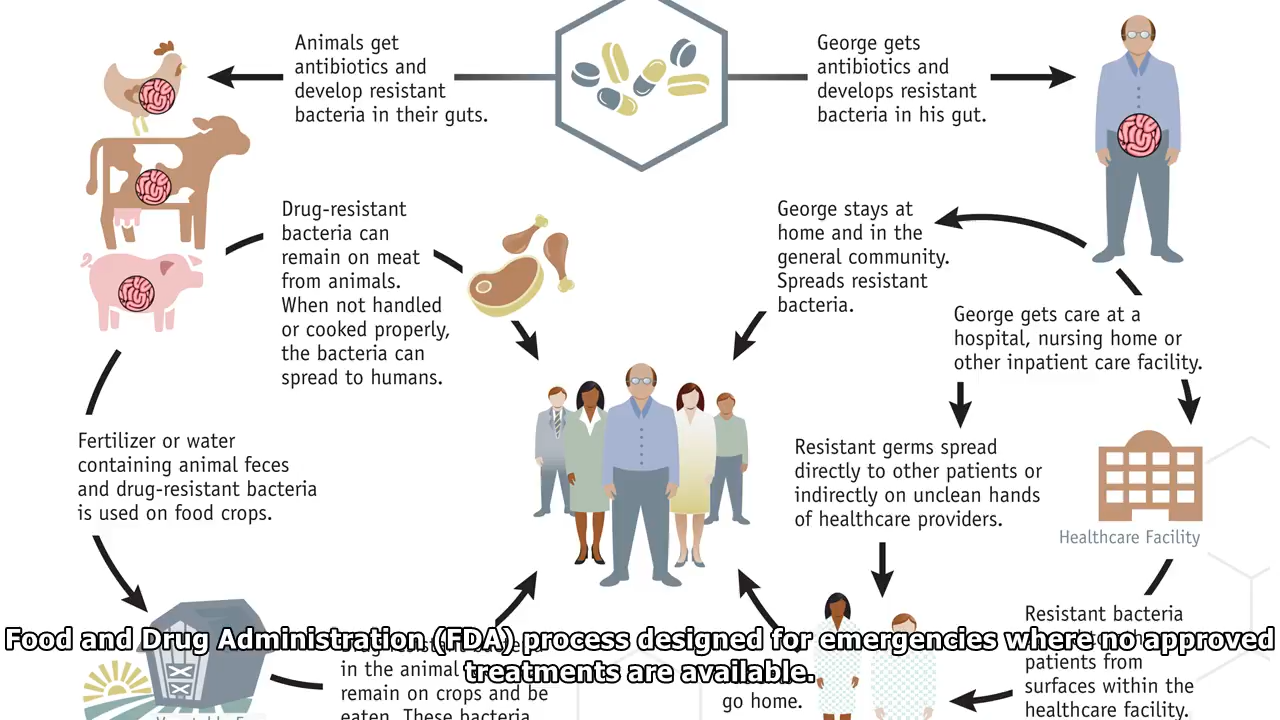 Animals get
antibiotics and
develop resistant
bacteria in their guts.
George gets
antibiotics and
develops resistant
bacteria in his gut.
Drug-resistant
bacteria can
remain on meat
from animals.
When not handled
or cooked properly,
the bacteria can
spread to humans.
George stays at
home and in the
general community.
Spreads resistant
bacteria.
George gets care at a
hospital, nursing home or
other inpatient care facility.
Fertilizer or water
containing animal feces
and drug-resistant bacteria
is used on food crops.
Resistant germs spread
directly to other patients or
indirectly on unclean hands
of healthcare providers.
Healthcare Facility
Resistant bacteria
patients from
surfaces within the
healthcare facility.
in the animal
remain on crops and be
eaten. These bacteria
go home.
Food and Drug Administration (FDA) process designed for emergencies where no approved
treatments are available.